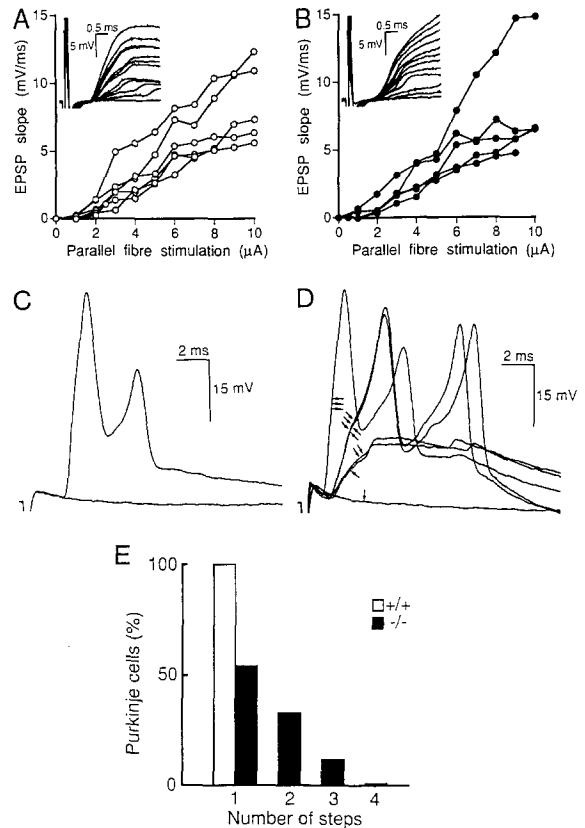 A
B
0.5 ms
5 mV
0.5 ms
5 mV
EPSP slope (mV/ms)
15
10
5
0
0 2 4 6 8 10
Parallel fibre stimulation (μA)
EPSP slope (mV/ms)
15
10
5
0
0 2 4 6 8 10
Parallel fibre stimulation (μA)
C
2 ms
15 mV
D
2 ms
15 mV
E
Purkinje cells (%)
100
50
0
+/+
-/-
1 2 3 4
Number of steps